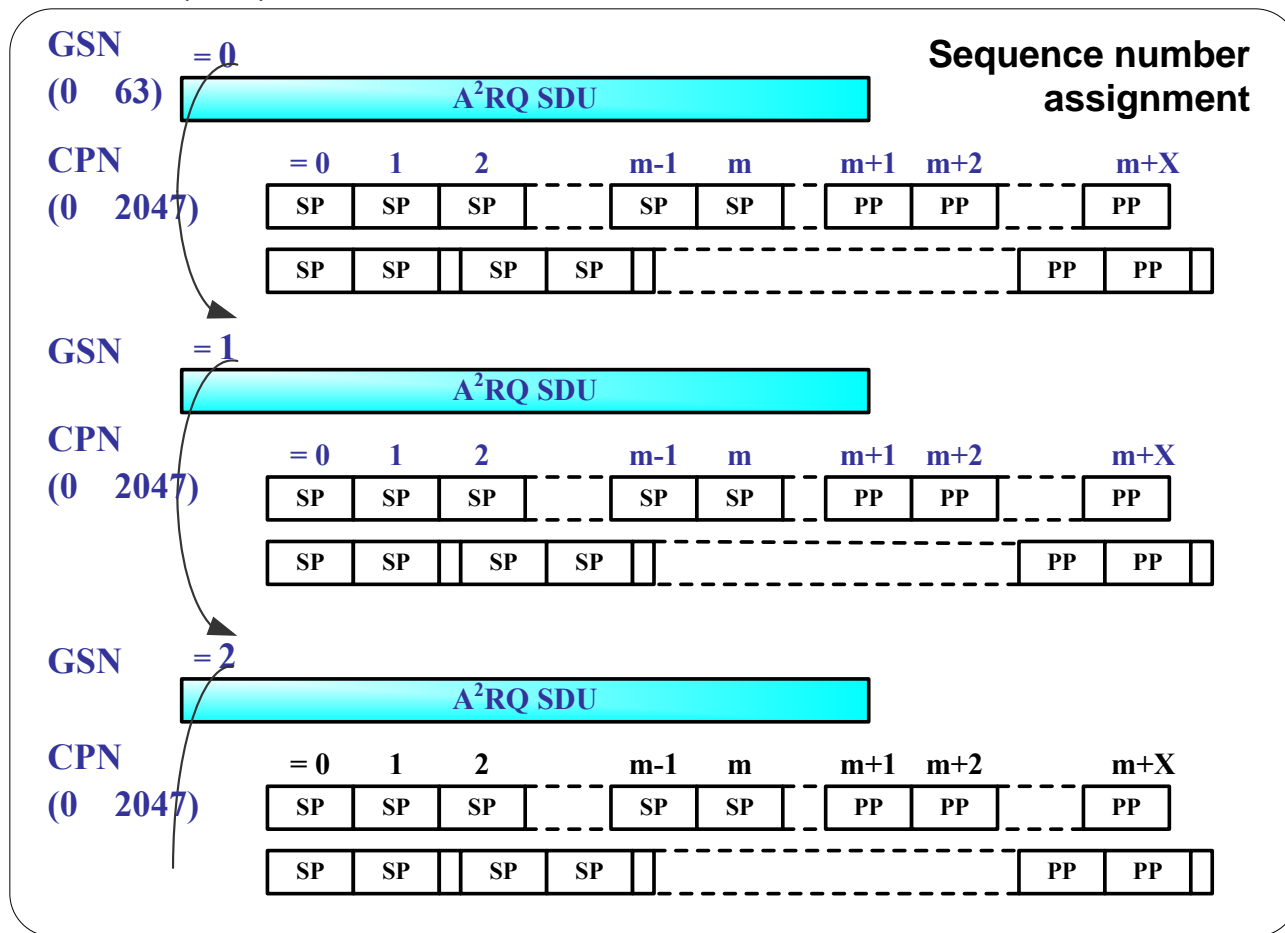 GSN = 0
(0 63)
Sequence number
assignment
A²RQ SDU
CPN = 0 1 2 m-1 m m+1 m+2 m+X
(0 2047) SP SP SP SP SP PP PP PP
SP SP SP SP PP PP
GSN = 1
A²RQ SDU
CPN = 0 1 2 m-1 m m+1 m+2 m+X
(0 2047) SP SP SP SP SP PP PP PP
SP SP SP SP PP PP
GSN = 2
A²RQ SDU
CPN = 0 1 2 m-1 m m+1 m+2 m+X
(0 2047) SP SP SP SP SP PP PP PP
SP SP SP SP PP PP